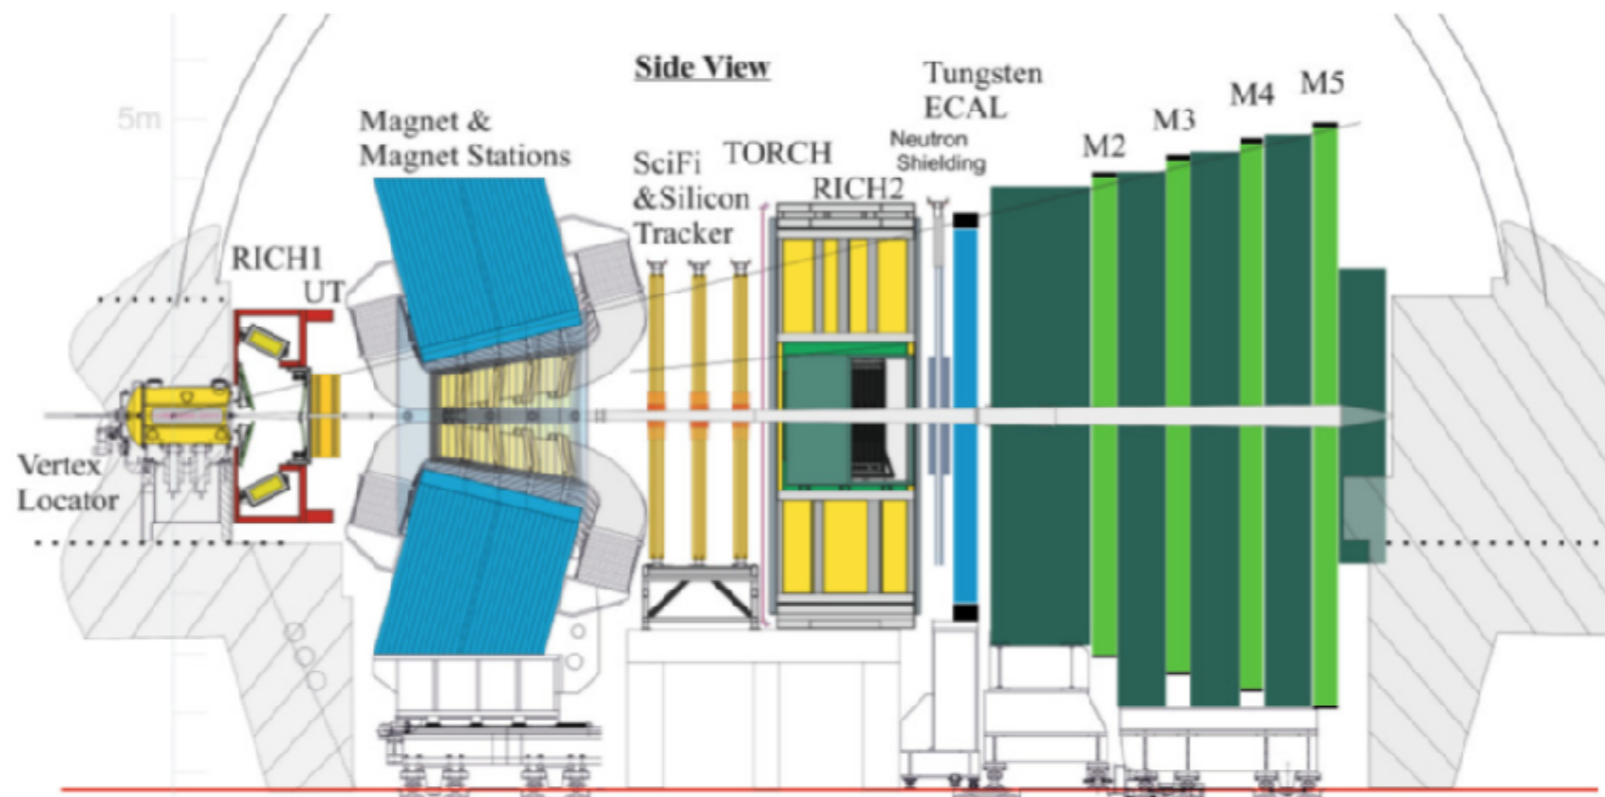 Side View
Tungsten
ECAL
M5
M4
M3
5m
Magnet &
Magnet Stations
Neutron
Shielding
M2
SciFi
&Silicon
Tracker
TORCH
RICH2
RICH1
UT
Vertex
Locator